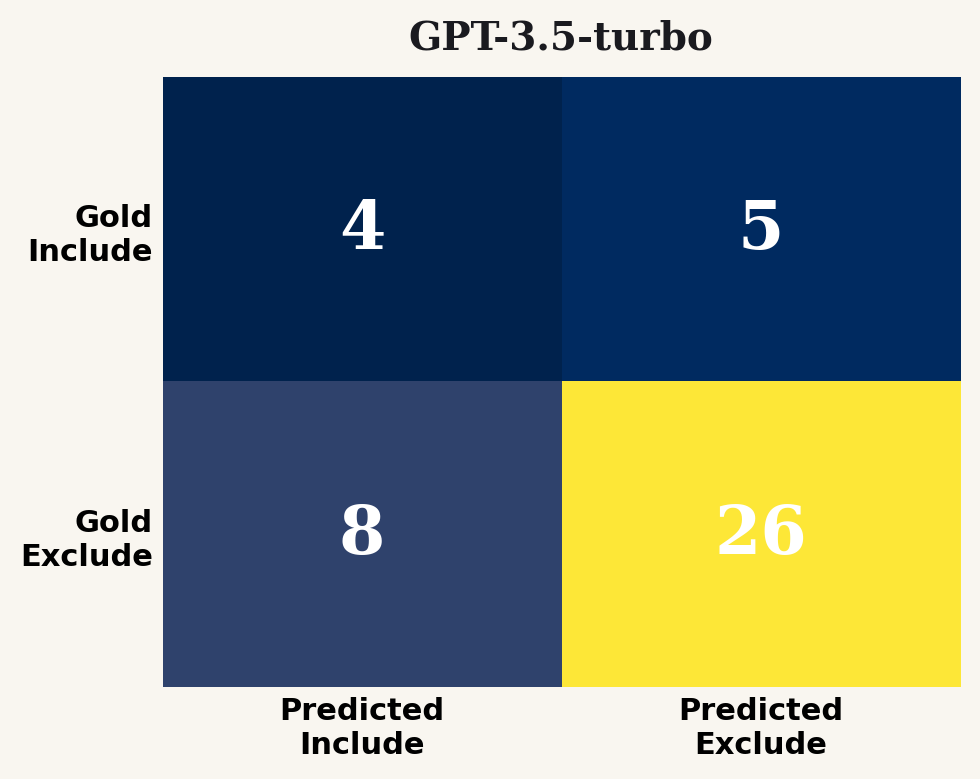 GPT-3.5-turbo
Gold
Include
4
5
Gold
Exclude
8
26
Predicted
Include
Predicted
Exclude